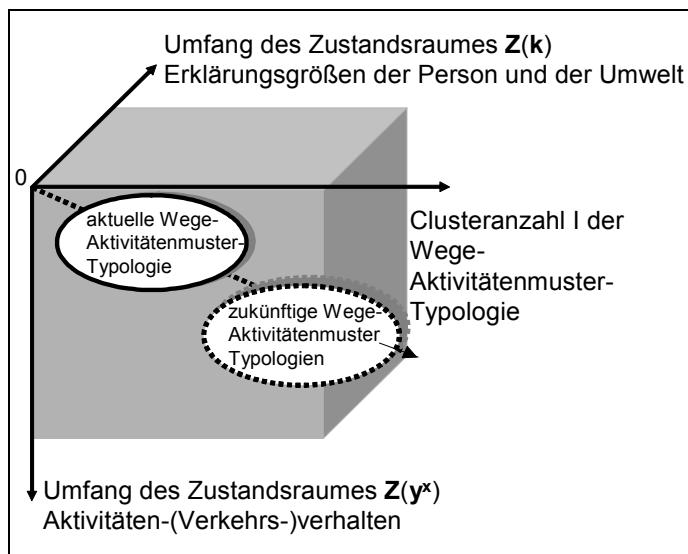 Umfang des Zustandsraumes Z(k)
Erklärungsgrößen der Person und der Umwelt
0
aktuelle Wege-
Aktivitätenmuster-
Typologie
Clusteranzahl I der
Wege-
Aktivitätenmuster-
Typologie
zukünftige Wege-
Aktivitätenmuster
Typologien
Umfang des Zustandsraumes Z(yˣ)
Aktivitäten-(Verkehrs-)verhalten